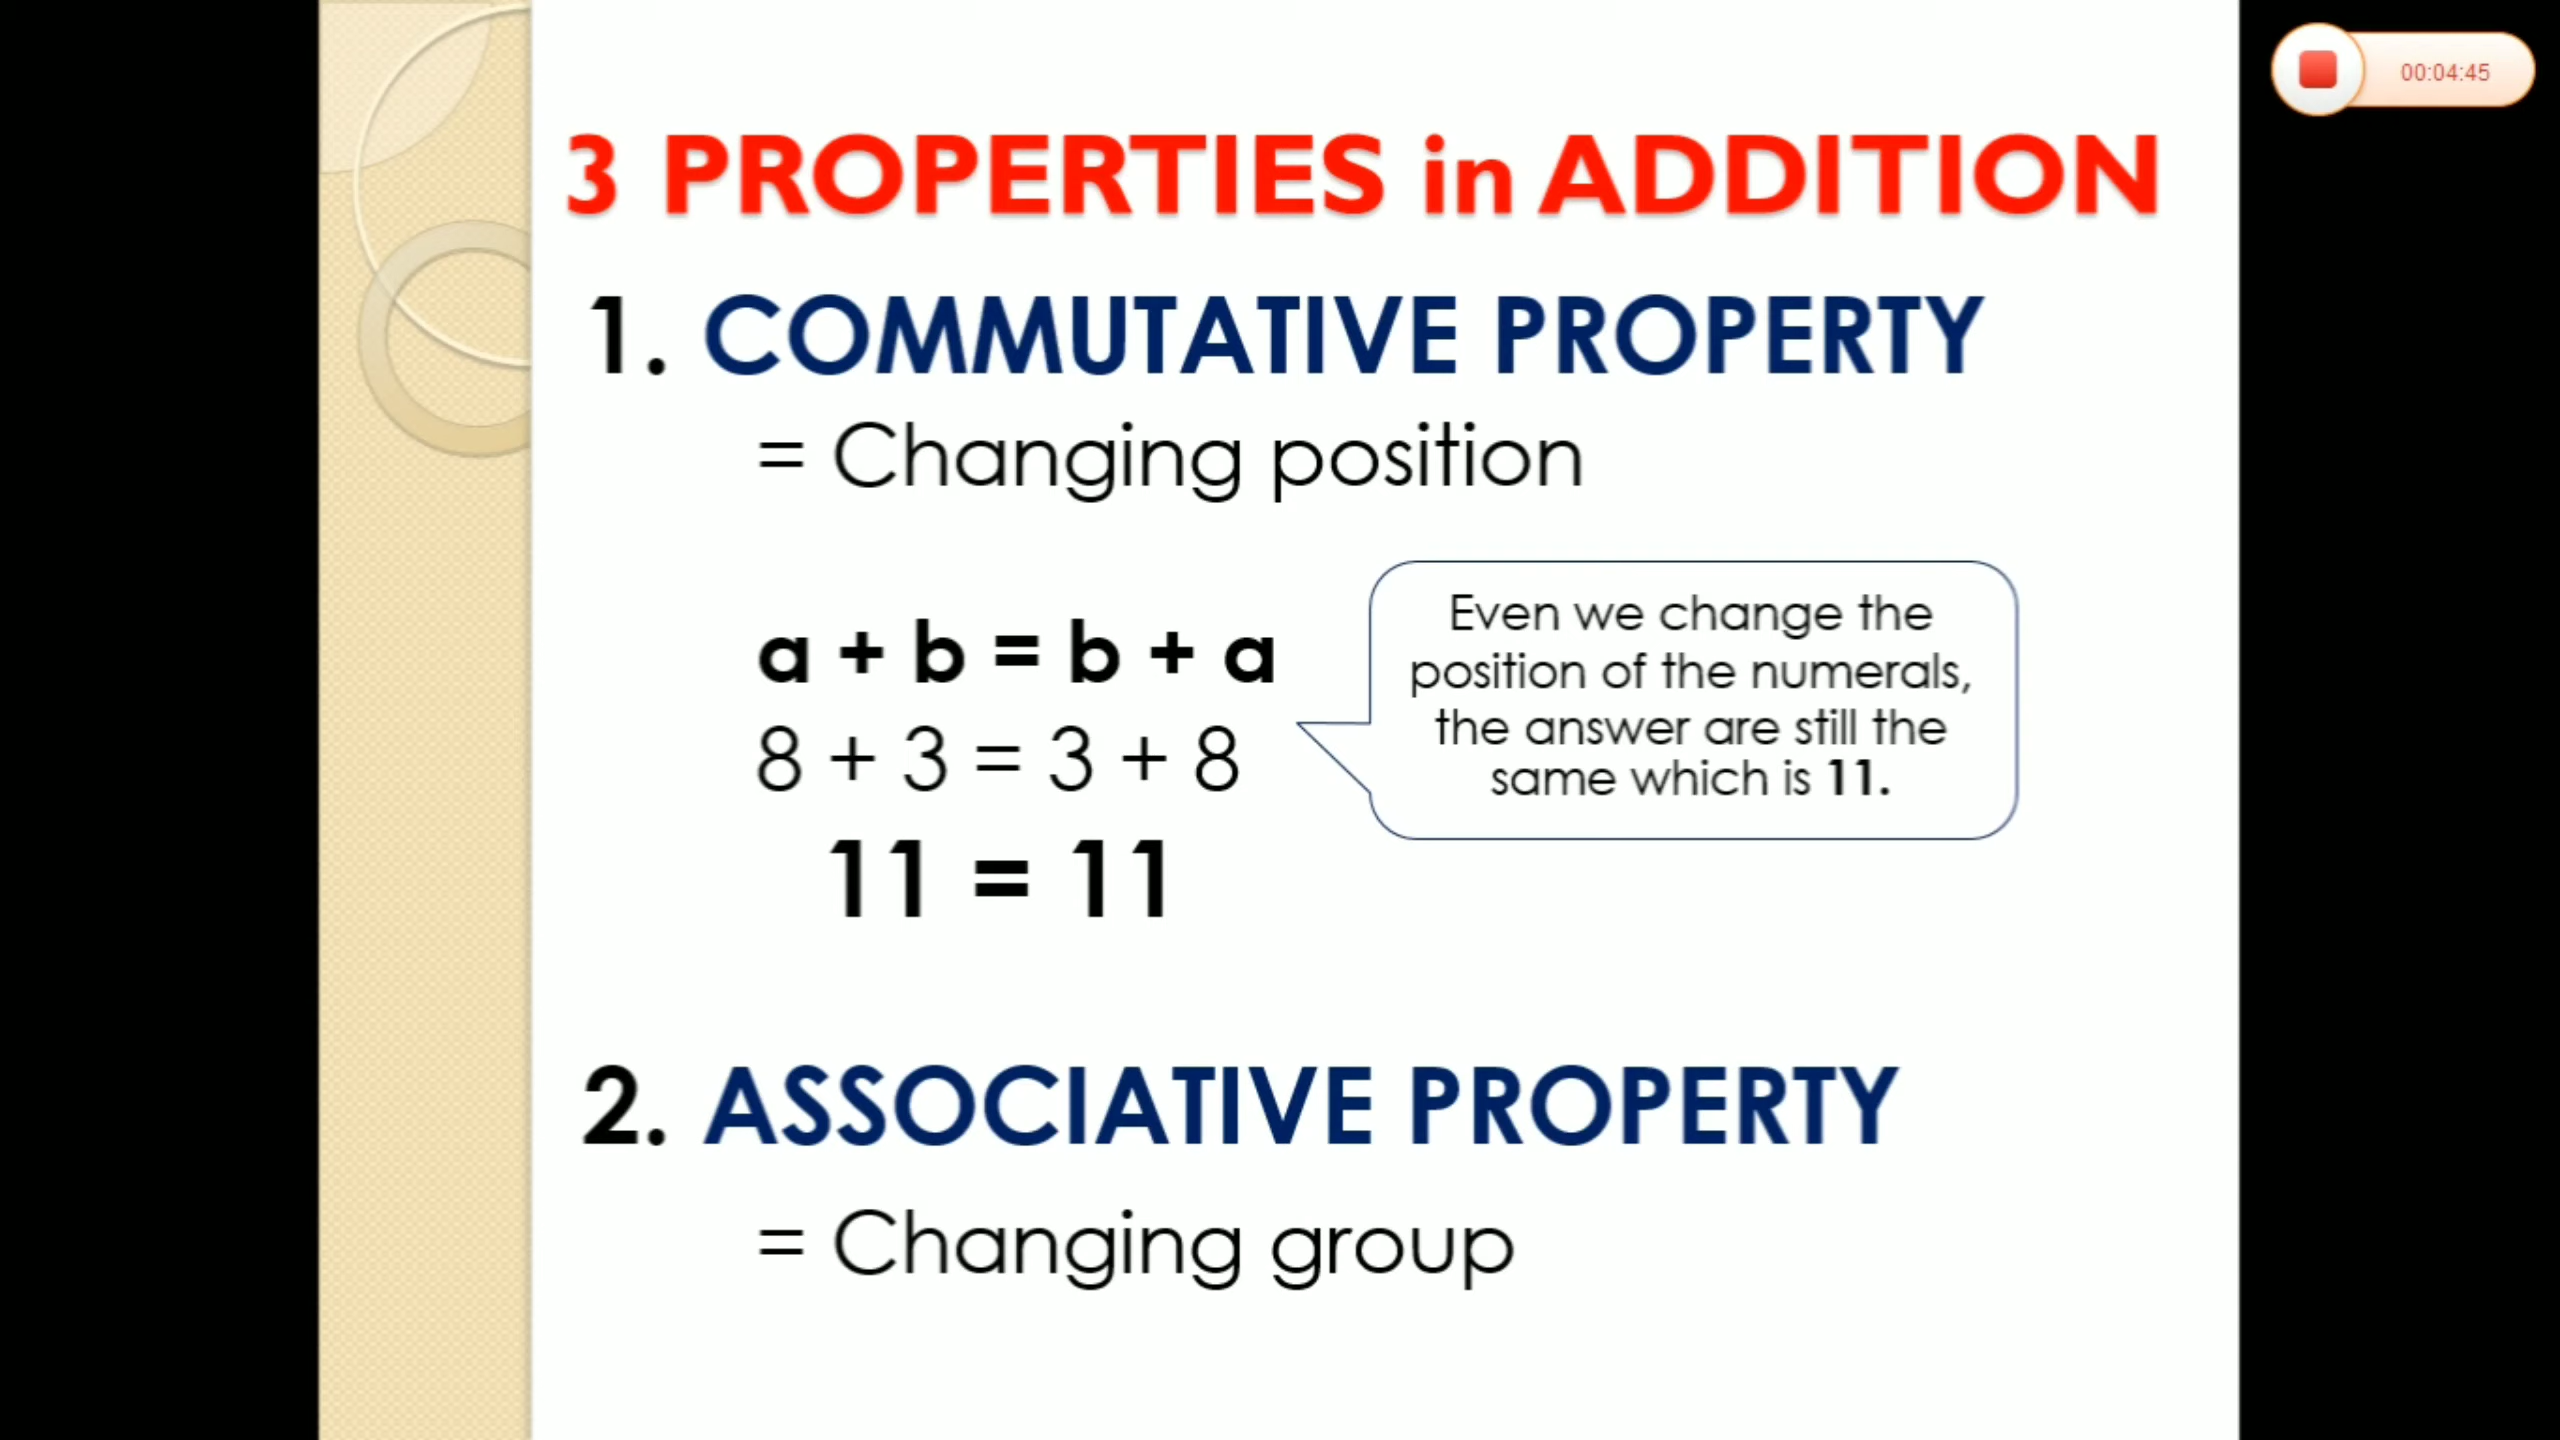 00:04:45
3 PROPERTIES in ADDITION
1. COMMUTATIVE PROPERTY
= Changing position
a + b = b + a
8 + 3 = 3 + 8
11 = 11
Even we change the
position of the numerals,
the answer are still the
same which is 11.
2. ASSOCIATIVE PROPERTY
= Changing group